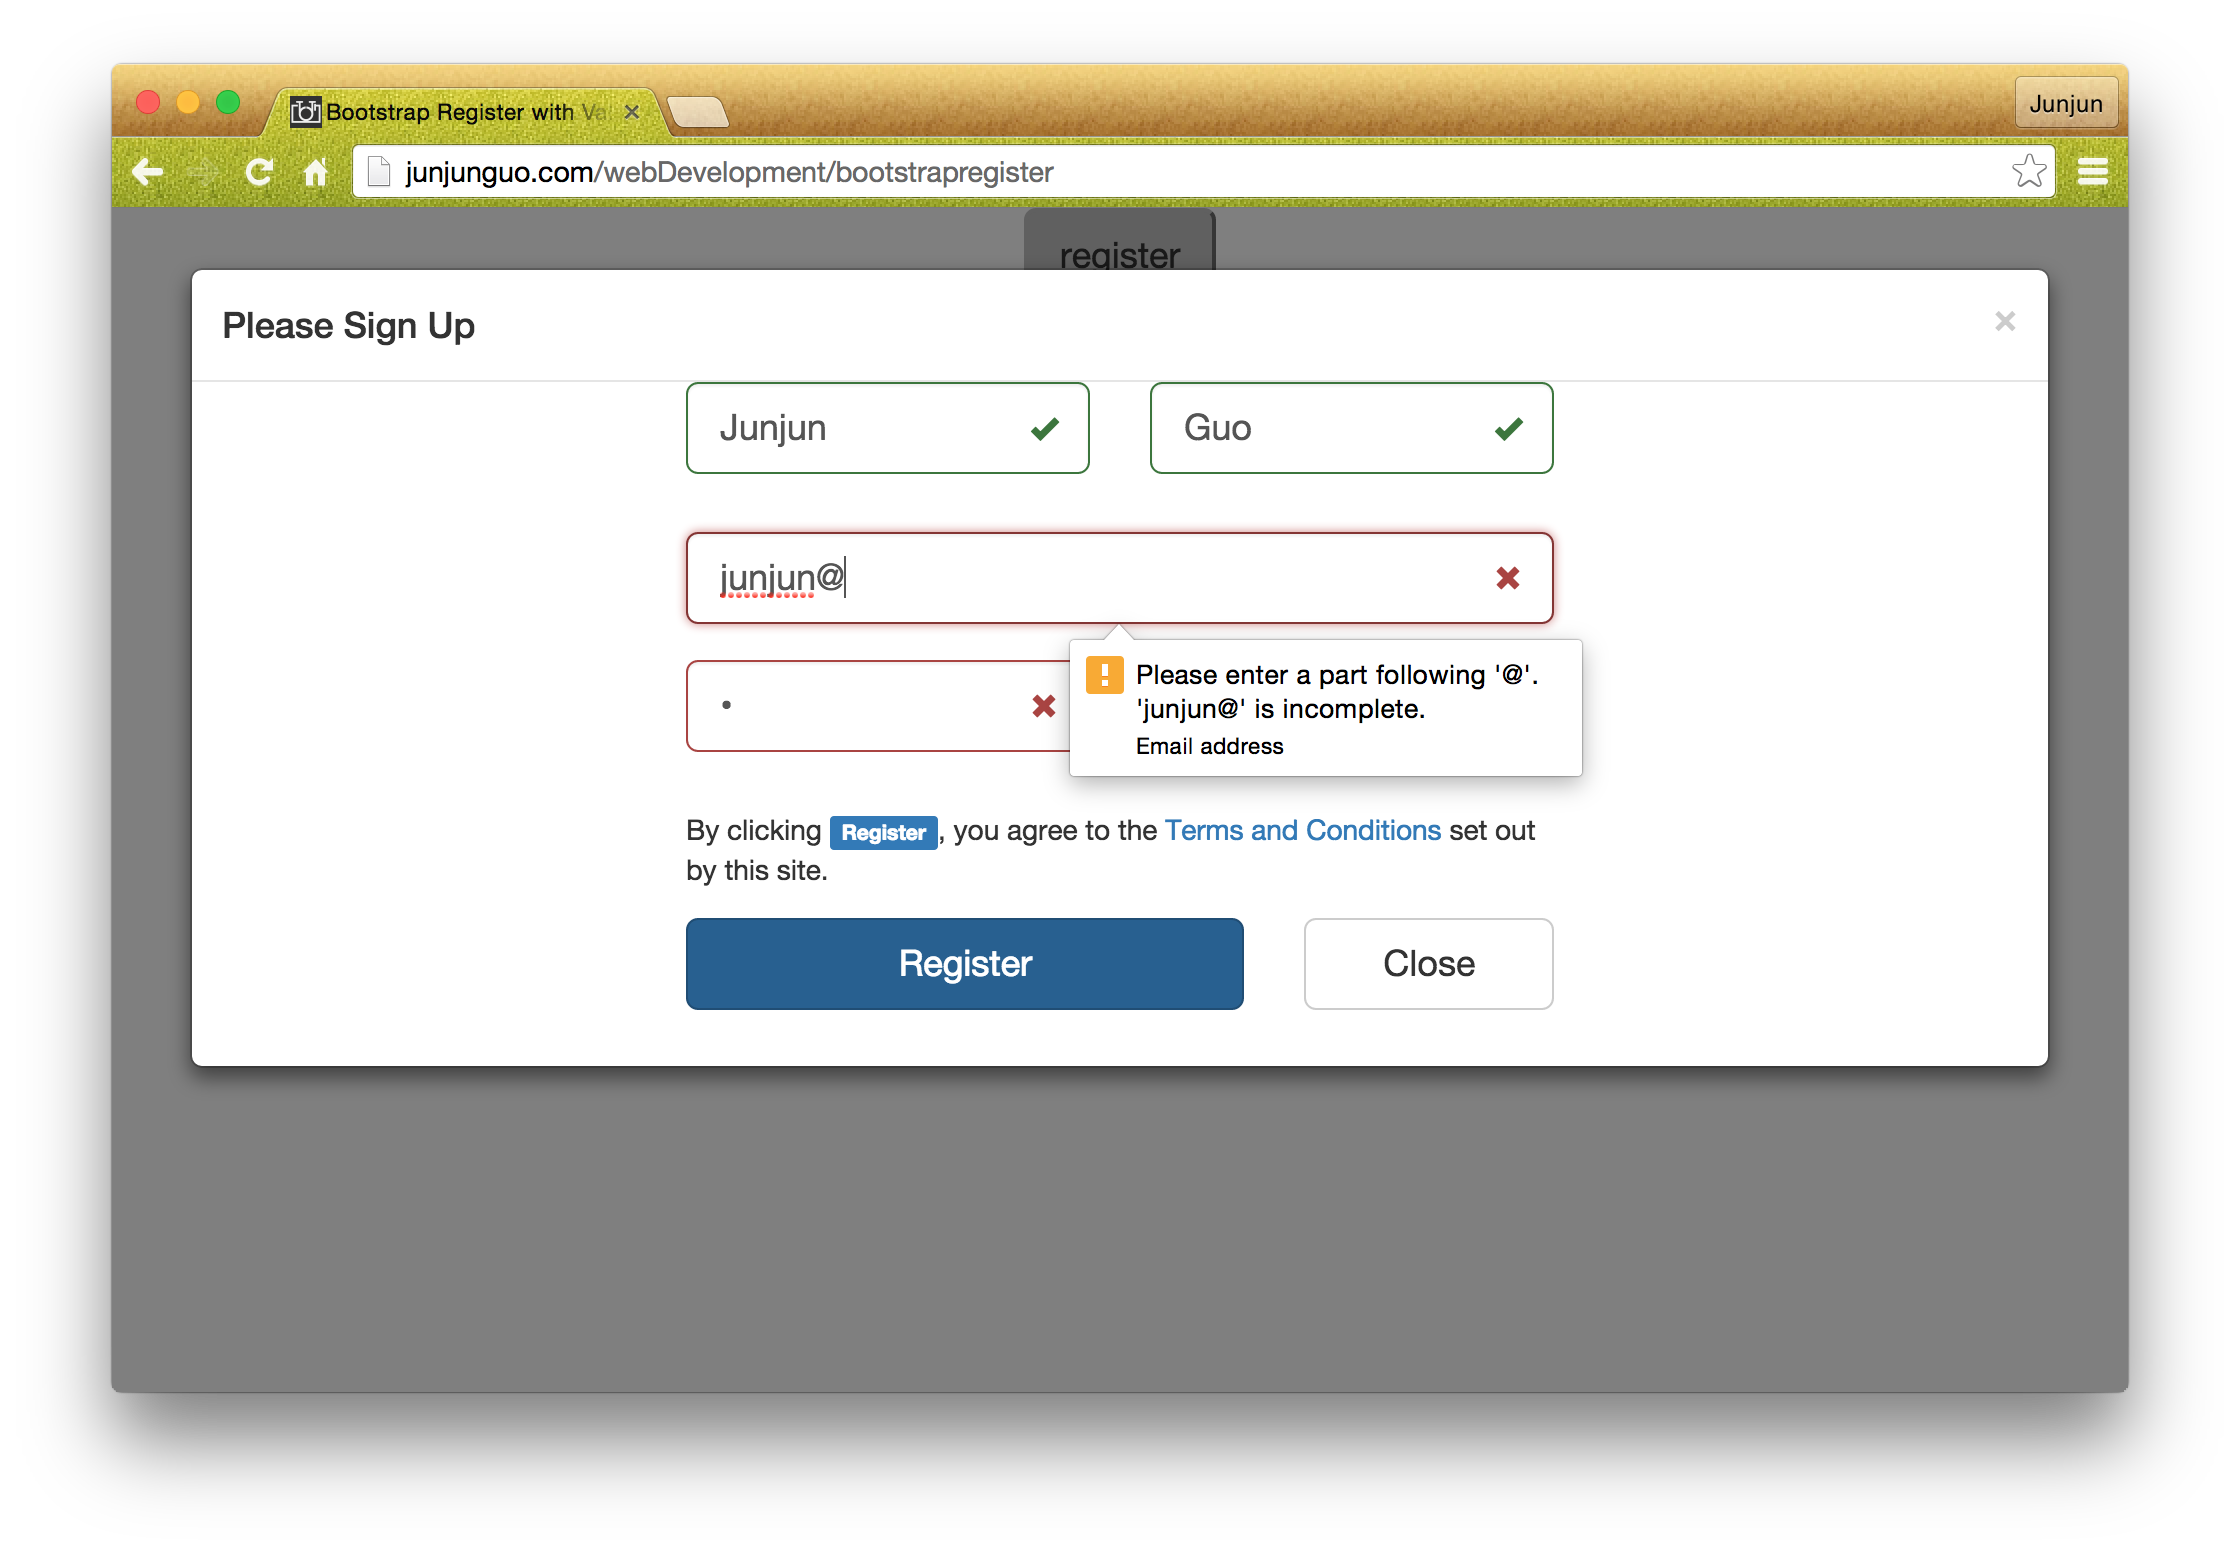 Bootstrap Register with Va
Junjun
junjunguo.com/webDevelopment/bootstrapregister
register
Please Sign Up
×
Junjun
Guo
junjun@
•
Please enter a part following '@'.
'junjun@' is incomplete.
Email address
By clicking Register, you agree to the Terms and Conditions set out
by this site.
Register
Close